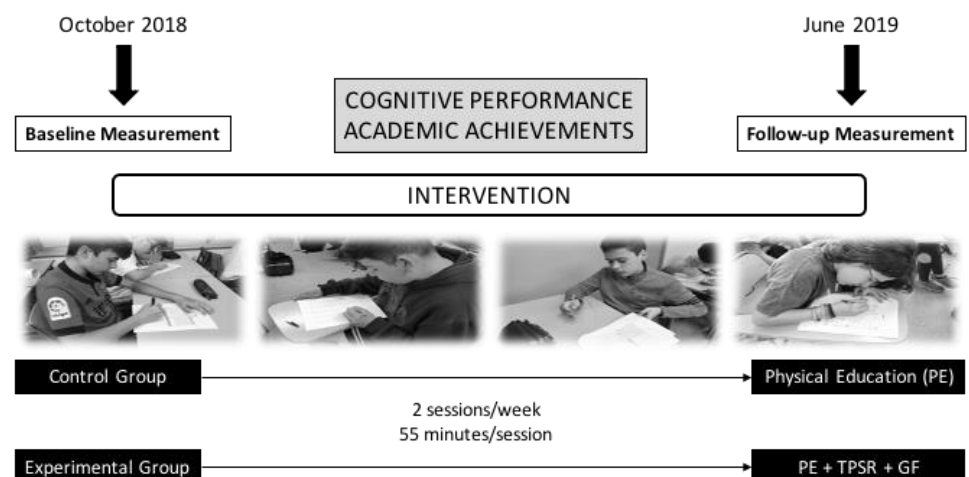 October 2018
June 2019
COGNITIVE PERFORMANCE
ACADEMIC ACHIEVEMENTS
Baseline Measurement
Follow-up Measurement
INTERVENTION
Control Group
Physical Education (PE)
2 sessions/week
55 minutes/session
Experimental Group
PE + TPSR + GF